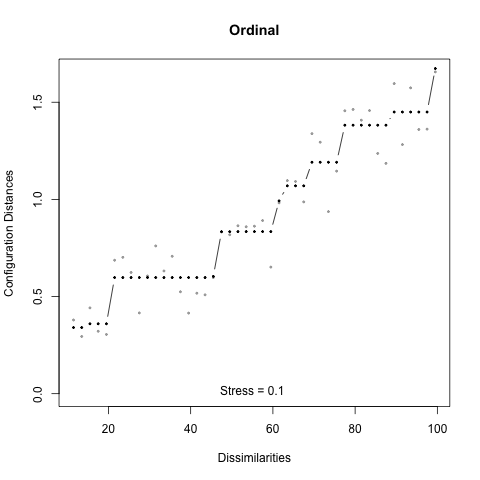 Ordinal
Configuration Distances
1.5
1.0
0.5
0.0
Stress = 0.1
20 40 60 80 100
Dissimilarities